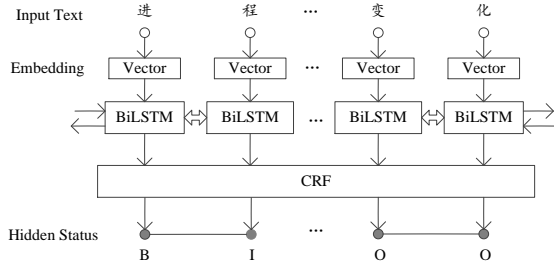 Input Text 进 程 ... 变 化
Embedding Vector Vector ... Vector Vector
BiLSTM BiLSTM ... BiLSTM BiLSTM
CRF
Hidden Status ...
B I O O